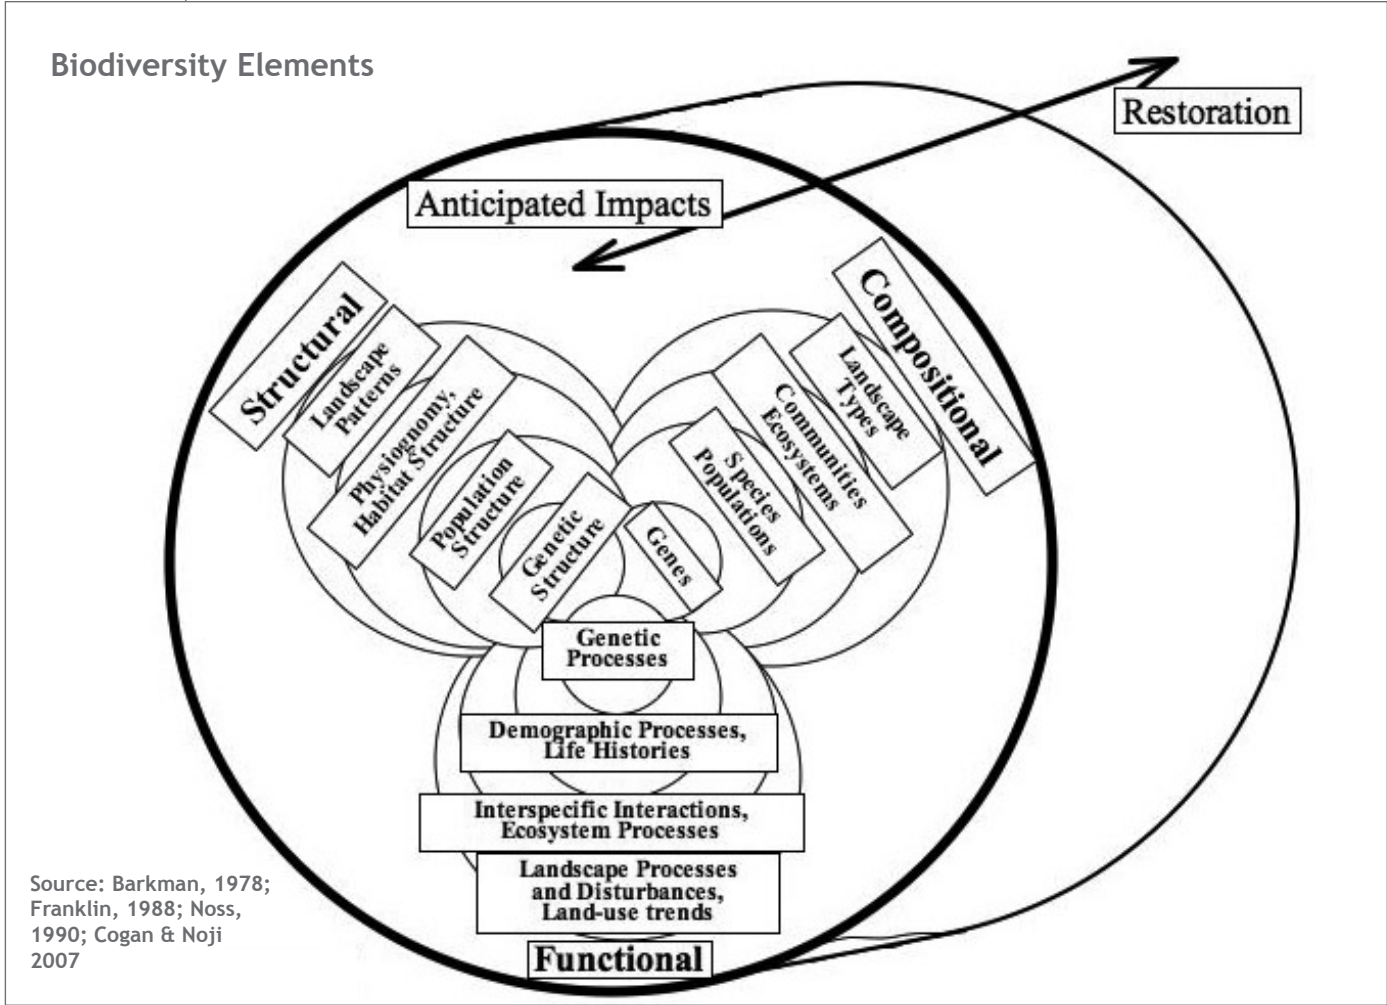 Biodiversity Elements
Restoration
Anticipated Impacts
Structural
Landscape
Patterns
Physiognomy,
Habitat Structure
Population
Structure
Genetic
Structure
Compositional
Landscape
Types
Communities
Ecosystems
Species
Populations
Genes
Genetic
Processes
Demographic Processes,
Life Histories
Interspecific Interactions,
Ecosystem Processes
Landscape Processes
and Disturbances,
Land-use trends
Functional
Source: Barkman, 1978;
Franklin, 1988; Noss,
1990; Cogan & Noji
2007